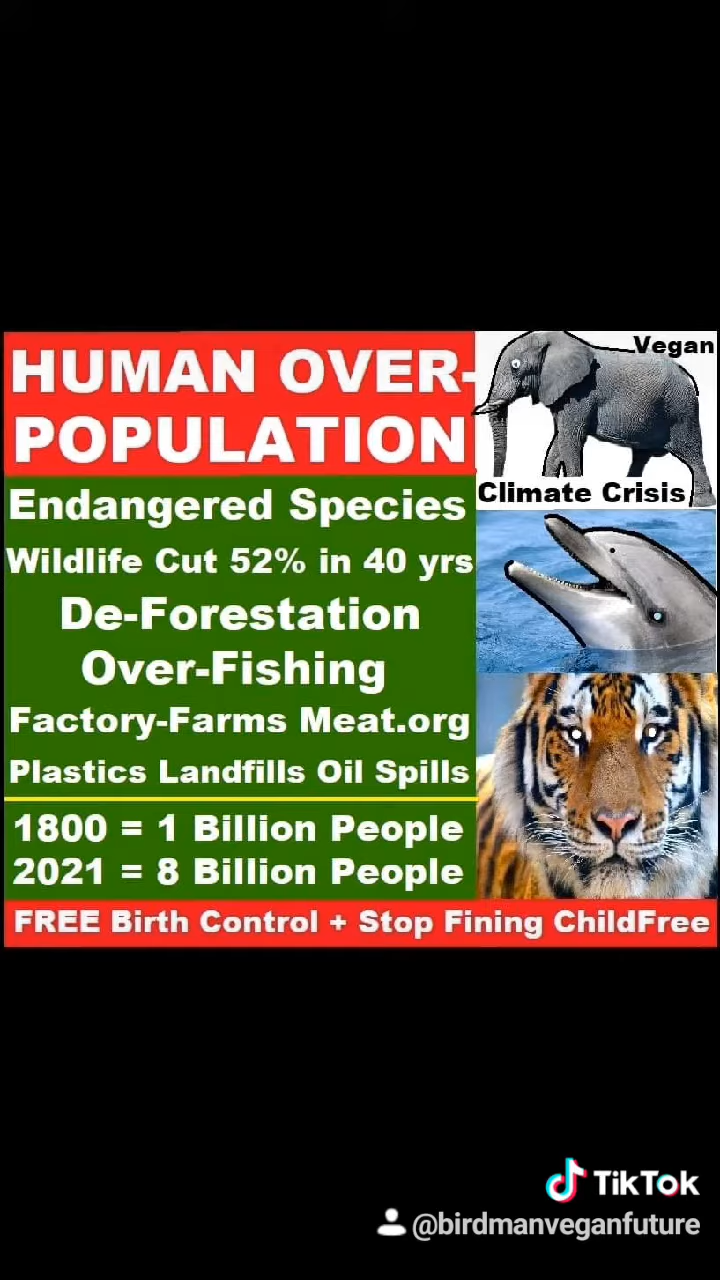 HUMAN OVER-
POPULATION
Endangered Species
Wildlife Cut 52% in 40 yrs
De-Forestation
Over-Fishing
Factory-Farms Meat.org
Plastics Landfills Oil Spills
1800 = 1 Billion People
2021 = 8 Billion People
Vegan
Climate Crisis
FREE Birth Control + Stop Fining ChildFree
TikTok
@birdmanveganfuture